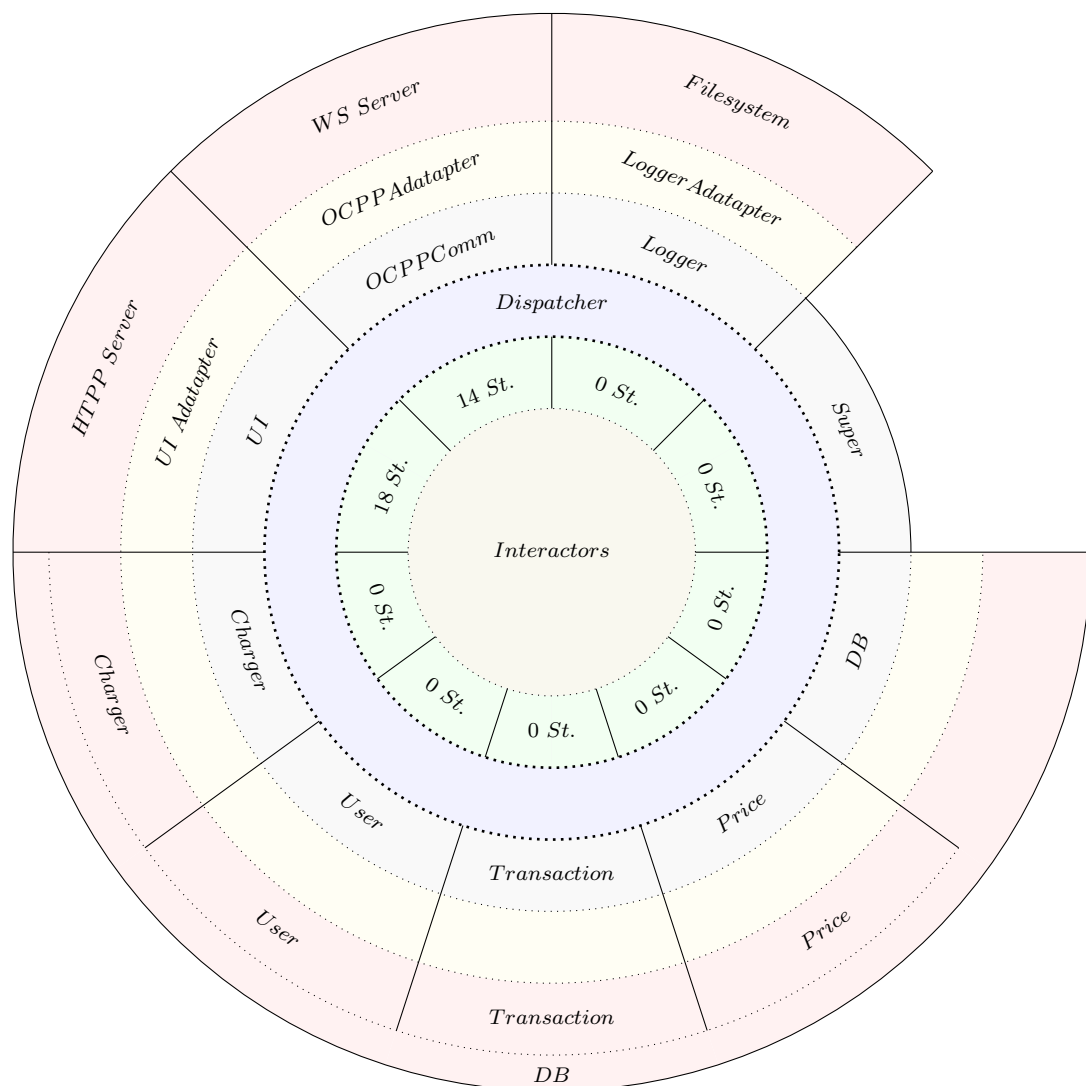 WS Server
Filesystem
OCPPAdatapter
Logger Adatapter
OCPPComm
Logger
HTPP Server
UI Adatapter
UI
Dispatcher
Super
14 St.
0 St.
18 St.
0 St.
Interactors
0 St.
0 St.
0 St.
0 St.
0 St.
Charger
Charger
DB
User
Price
Transaction
User
Price
Transaction
DB